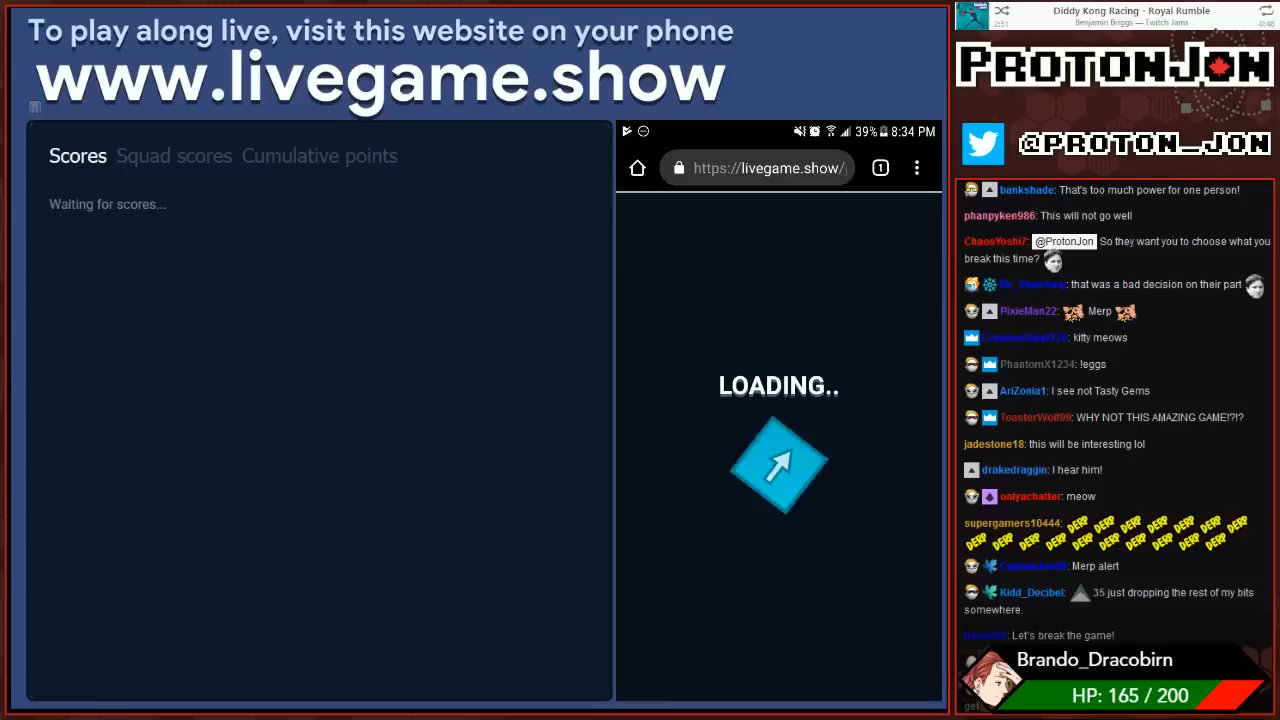 To play along live, visit this website on your phone
www.livegame.show
Scores Squad scores Cumulative points
Waiting for scores...
39% 8:34 PM
https://livegame.show/
1
LOADING..
Diddy Kong Racing - Royal Rumble
Benjamin Briggs — Twitch Jams
2:51
-0:48
PROTONJON
@PROTON_JON
bankshade: That's too much power for one person!
phanpyken986: This will not go well
ChaosYoshi7: @ProtonJon So they want you to choose what you
break this time?
that was a bad decision on their part
PixieMan22: Merp
kitty meows
PhantomX1234: !eggs
AriZonia1: I see not Tasty Gems
ToasterWolf99: WHY NOT THIS AMAZING GAME!?!?
jadestone18: this will be interesting lol
drakedraggin: I hear him!
onlyachatter: meow
supergamers10444: DERP DERP DERP DERP DERP DERP DERP
DERP DERP DERP DERP DERP DERP DERP DERP DERP DERP
Merp alert
Kidd_Decibel: 35 just dropping the rest of my bits
somewhere.
Let's break the game!
Brando_Dracobirn
HP: 165 / 200